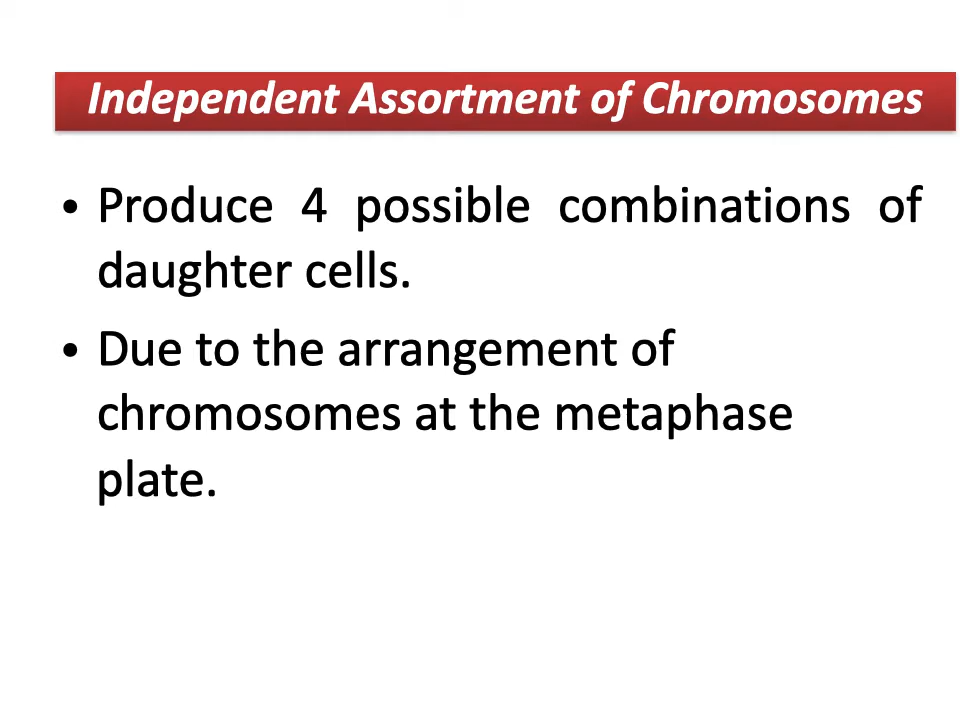 Independent Assortment of Chromosomes
• Produce 4 possible combinations of
daughter cells.
• Due to the arrangement of
chromosomes at the metaphase
plate.